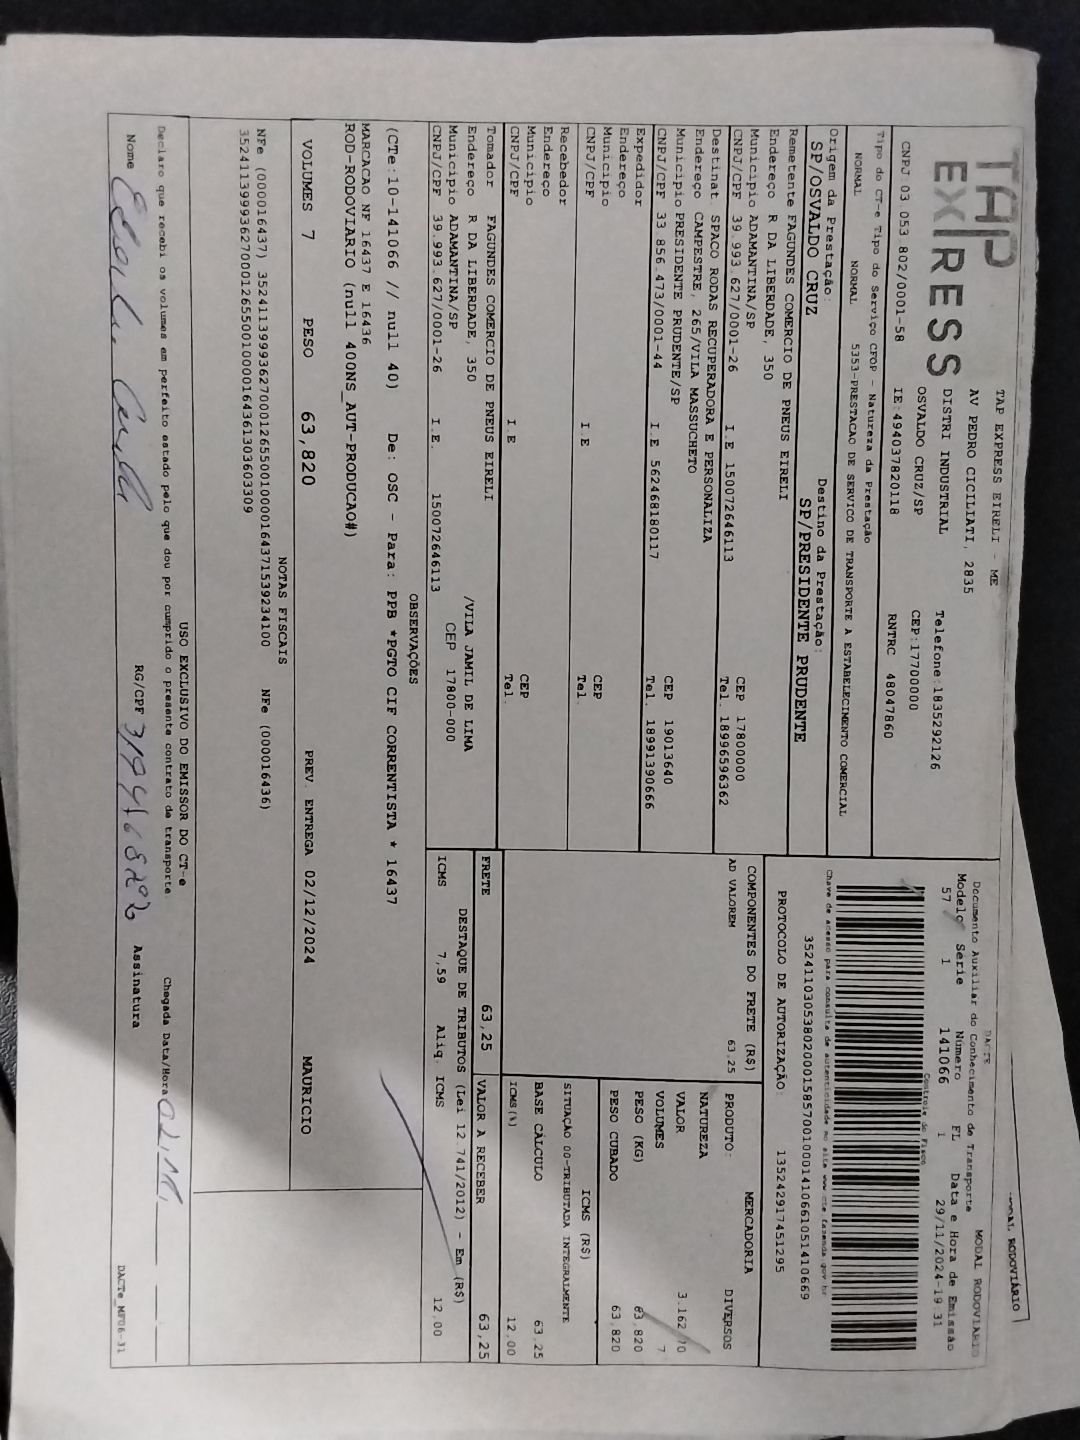 TAP
EXPRESS
TAP EXPRESS EIRELI - ME
AV PEDRO CICILIATI, 2835
DISTRI INDUSTRIAL
OSVALDO CRUZ/SP
Telefone:1835292126
CEP:17700000
CNPJ:03 053 802/0001-58 IE:494037820118 RNTRC 48047860
Tipo do CT-e Tipo do Serviço CFOP - Natureza da Prestação
NORMAL NORMAL 5353-PRESTACAO DE SERVICO DE TRANSPORTE A ESTABELECIMENTO COMERCIAL
Origem da Prestação: Destino da Prestação:
SP/OSVALDO CRUZ SP/PRESIDENTE PRUDENTE
Remetente FAGUNDES COMERCIO DE PNEUS EIRELI
Endereço R DA LIBERDADE, 350
Municipio ADAMANTINA/SP CEP 17800000
CNPJ/CPF 39.993.627/0001-26 I.E 150072646113 Tel. 18996596362
Destinat. SPACO RODAS RECUPERADORA E PERSONALIZA
Endereço CAMPESTRE, 265/VILA MASSUCHETO
Municipio PRESIDENTE PRUDENTE/SP CEP 19013640
CNPJ/CPF 33.856.473/0001-44 I.E 562468180117 Tel. 18991390666
Expedidor
Endereço
Municipio CEP
CNPJ/CPF I.E Tel.
Recebedor
Endereço
Municipio CEP
CNPJ/CPF I.E Tel.
Tomador FAGUNDES COMERCIO DE PNEUS EIRELI
Endereço R DA LIBERDADE, 350 /VILA JAMIL DE LIMA
Municipio ADAMANTINA/SP CEP 17800-000
CNPJ/CPF 39.993.627/0001-26 I.E. 150072646113
MODAL RODOVIÁRIO
DACTE
Documento Auxiliar do Conhecimento de Transporte MODAL RODOVIARIO
Modelo Série Número FL Data e Hora de Emissão
57 1 141066 1 29/11/2024-19:31
Controle do Fisco
Chave de acesso para consulta de autenticidade no site www.cte.fazenda.gov.br
35241103053802000158570010001410661051410669
PROTOCOLO DE AUTORIZAÇÃO: 135242917451295
COMPONENTES DO FRETE (R$)
AD VALOREM 63,25
MERCADORIA
PRODUTO: DIVERSOS
NATUREZA
VALOR 3.162,70
VOLUMES 7
PESO (KG) 63,820
PESO CUBADO 63,820
ICMS (R$)
SITUAÇÃO 00-TRIBUTADA INTEGRALMENTE
BASE CÁLCULO 63,25
ICMS(%) 12,00
FRETE 63,25 VALOR A RECEBER 63,25
DESTAQUE DE TRIBUTOS (Lei 12.741/2012) - Em (R$)
ICMS 7,59 Aliq. ICMS 12,00
OBSERVAÇÕES
(CTe:10-141066 // null 40) De: OSC - Para: PPB *PGTO CIF CORRENTISTA * 16437
MARCACAO NF 16437 E 16436
ROD-RODOVIARIO (null 400NS_AUT-PRODUCAO#)
VOLUMES 7 PESO 63,820 PREV. ENTREGA 02/12/2024 MAURICIO
NOTAS FISCAIS
NFe (000016437) 35241139993627000126550010000164371539234100 NFe (000016436)
35241139993627000126550010000164361303603309
USO EXCLUSIVO DO EMISSOR DO CT-e
Declaro que recebi os volumes em perfeito estado pelo que dou por cumprido o presente contrato de transporte. Chegada Data/Hora
Nome RG/CPF Assinatura
DACTe_MF06-31